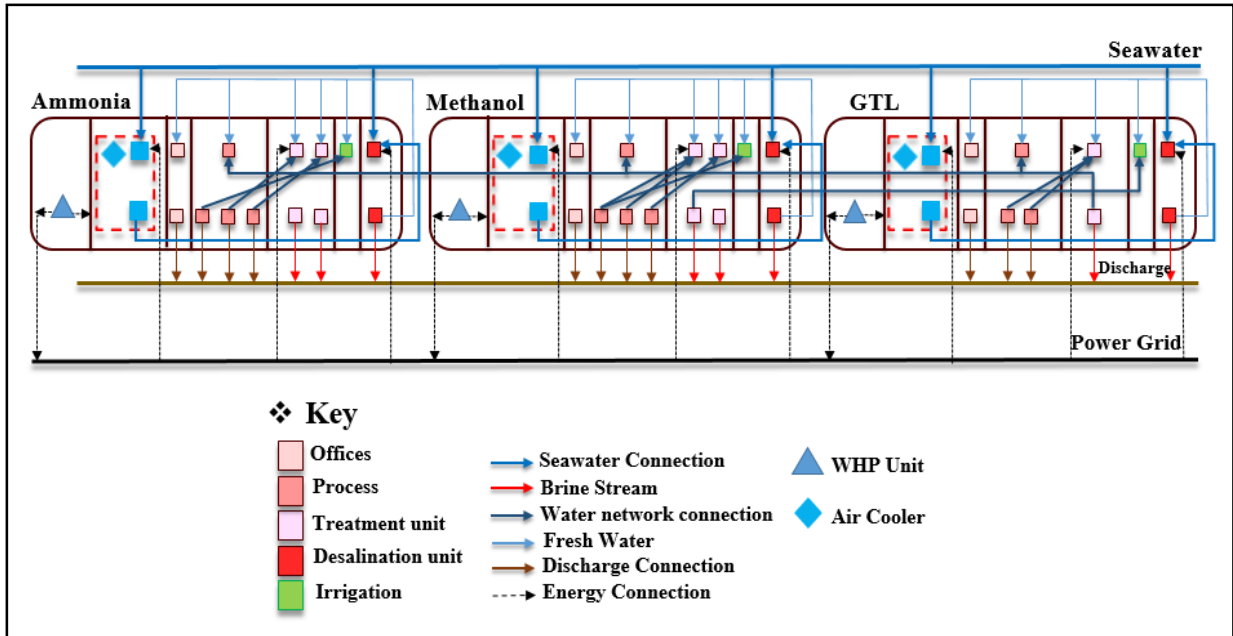 Seawater
Ammonia
Methanol
GTL
Discharge
Power Grid
❖ Key
Offices
Process
Treatment unit
Desalination unit
Irrigation
Seawater Connection
Brine Stream
Water network connection
Fresh Water
Discharge Connection
Energy Connection
WHP Unit
Air Cooler